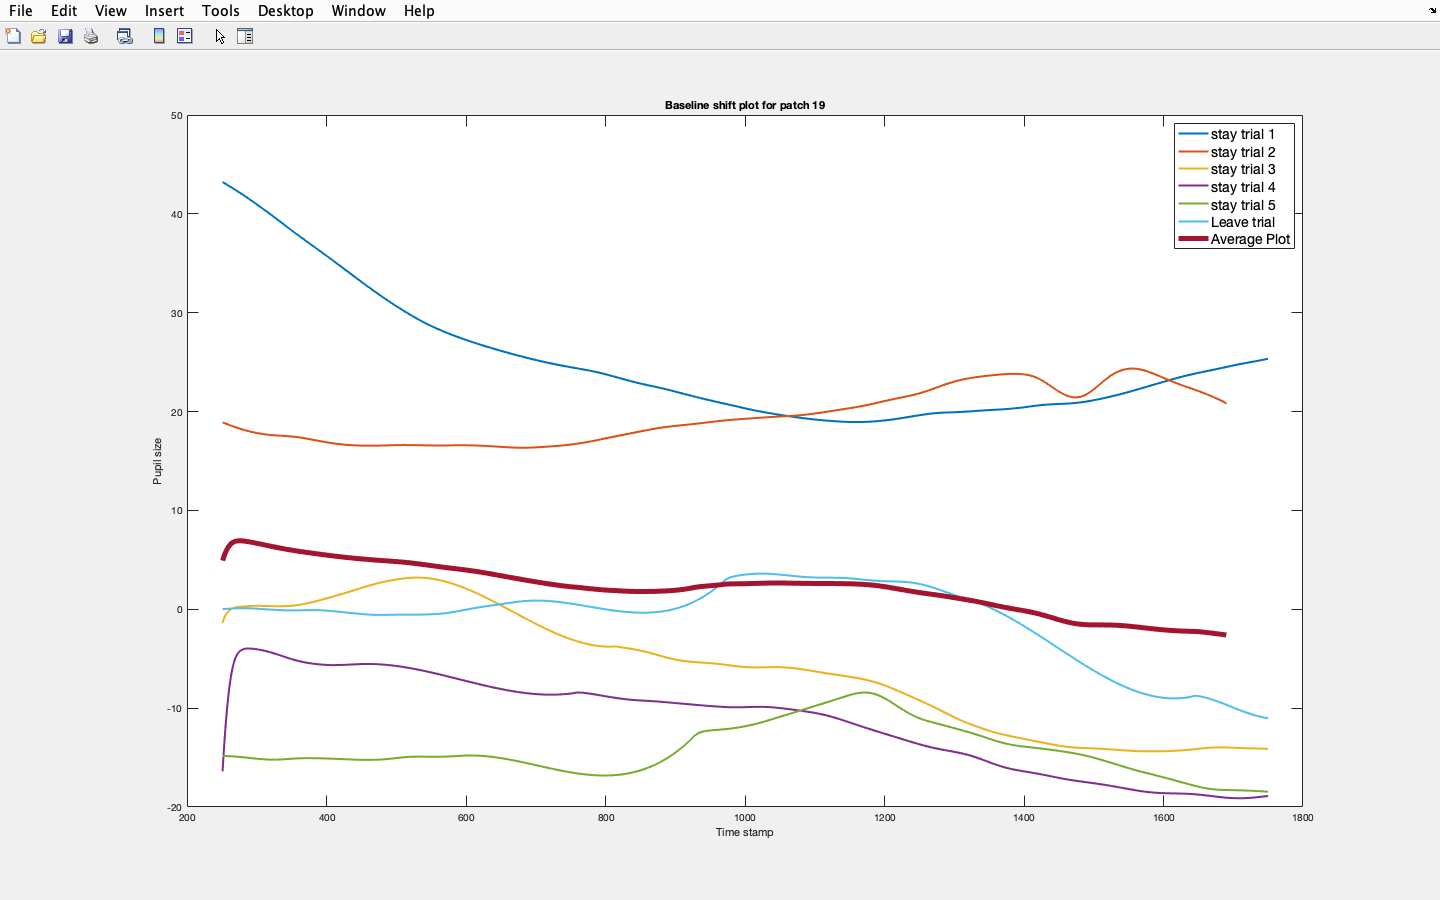 File Edit View Insert Tools Desktop Window Help
Baseline shift plot for patch 19
50
40
30
20
10
0
-10
-20
Pupil size
stay trial 1
stay trial 2
stay trial 3
stay trial 4
stay trial 5
Leave trial
Average Plot
200 400 600 800 1000 1200 1400 1600 1800
Time stamp